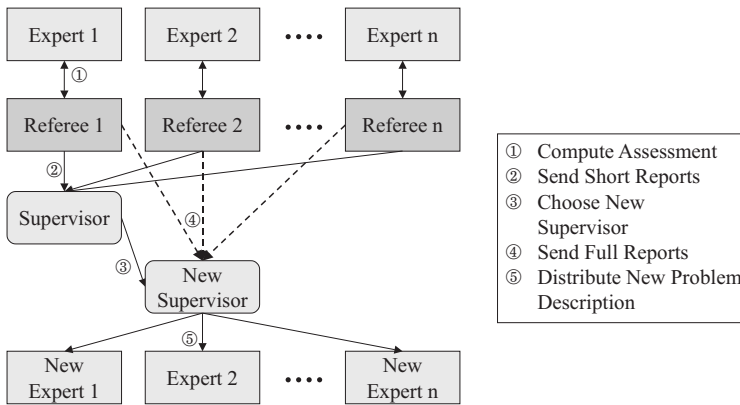 Expert 1
Expert 2
••••
Expert n
①
Referee 1
Referee 2
••••
Referee n
②
Supervisor
④
③
New
Supervisor
⑤
New
Expert 1
Expert 2
••••
New
Expert n
① Compute Assessment
② Send Short Reports
③ Choose New
Supervisor
④ Send Full Reports
⑤ Distribute New Problem
Description